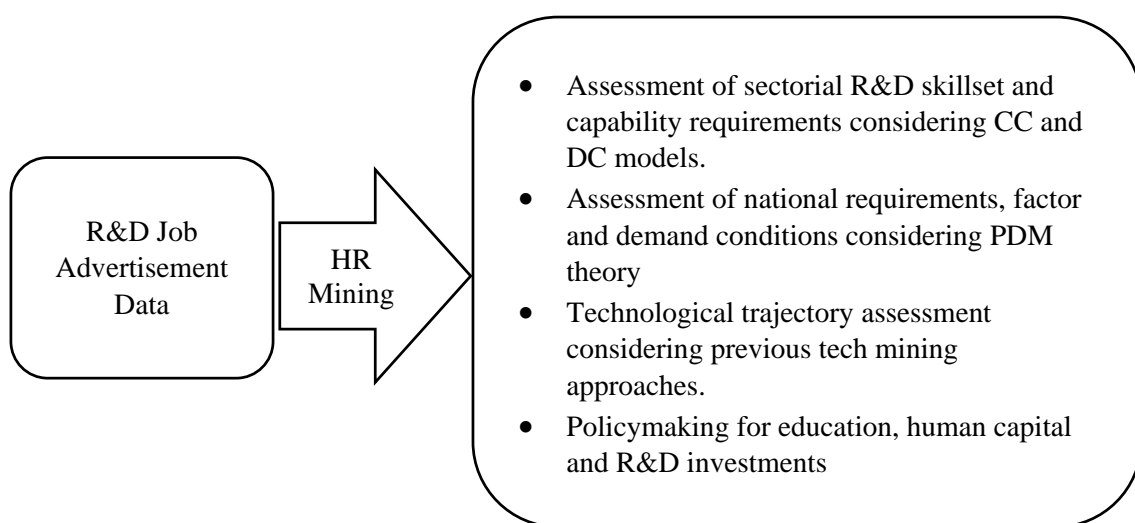 R&D Job
Advertisement
Data
HR
Mining
• Assessment of sectorial R&D skillset and
capability requirements considering CC and
DC models.
• Assessment of national requirements, factor
and demand conditions considering PDM
theory
• Technological trajectory assessment
considering previous tech mining
approaches.
• Policymaking for education, human capital
and R&D investments